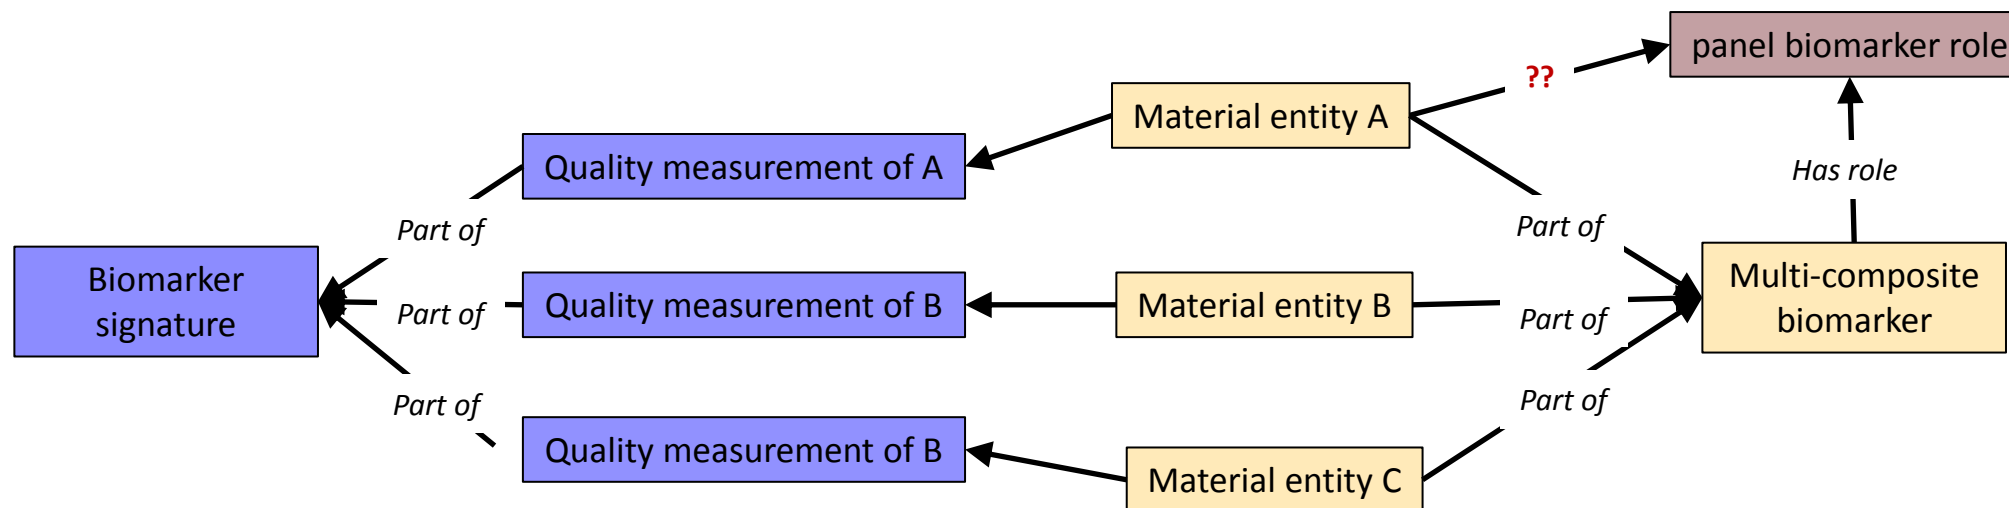 panel biomarker role
??
Material entity A
Quality measurement of A
Has role
Part of
Part of
Biomarker
signature
Part of
Quality measurement of B
Material entity B
Part of
Multi-composite
biomarker
Part of
Quality measurement of B
Material entity C
Part of